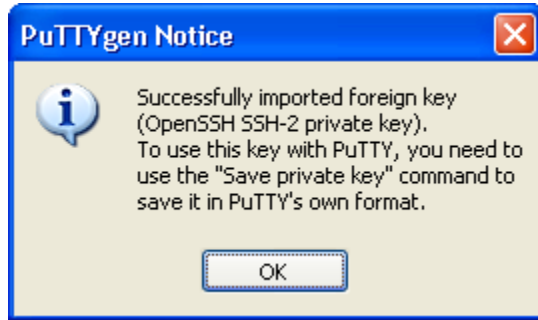 PuTTYgen Notice
Successfully imported foreign key
(OpenSSH SSH-2 private key).
To use this key with PuTTY, you need to
use the "Save private key" command to
save it in PuTTY's own format.
OK